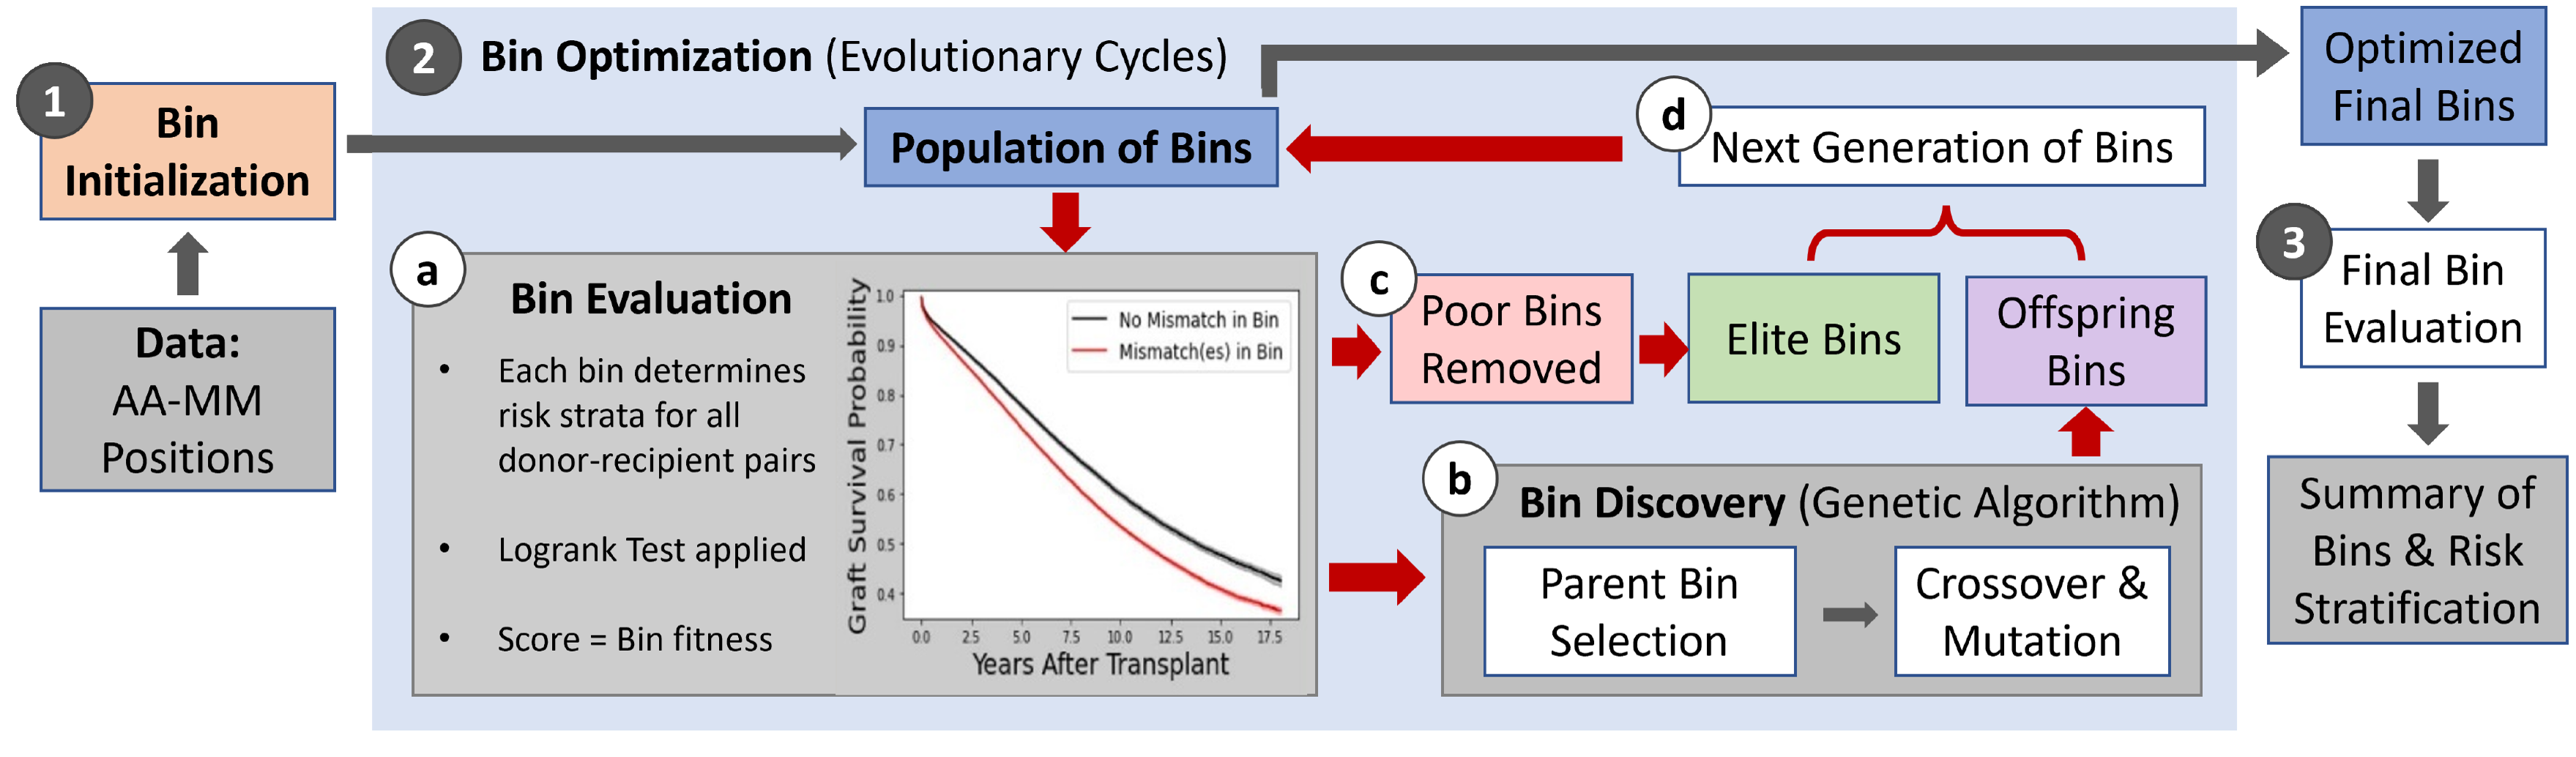 1
Bin
Initialization
Data:
AA-MM
Positions
2
Bin Optimization (Evolutionary Cycles)
Population of Bins
a
Bin Evaluation
• Each bin determines
risk strata for all
donor-recipient pairs
• Logrank Test applied
• Score = Bin fitness
Graft Survival Probability
1.0
0.9
0.8
0.7
0.6
0.5
0.4
No Mismatch in Bin
Mismatch(es) in Bin
0.0 2.5 5.0 7.5 10.0 12.5 15.0 17.5
Years After Transplant
b
Bin Discovery (Genetic Algorithm)
Parent Bin
Selection
Crossover &
Mutation
c
Poor Bins
Removed
Elite Bins
Offspring
Bins
d
Next Generation of Bins
Optimized
Final Bins
3
Final Bin
Evaluation
Summary of
Bins & Risk
Stratification